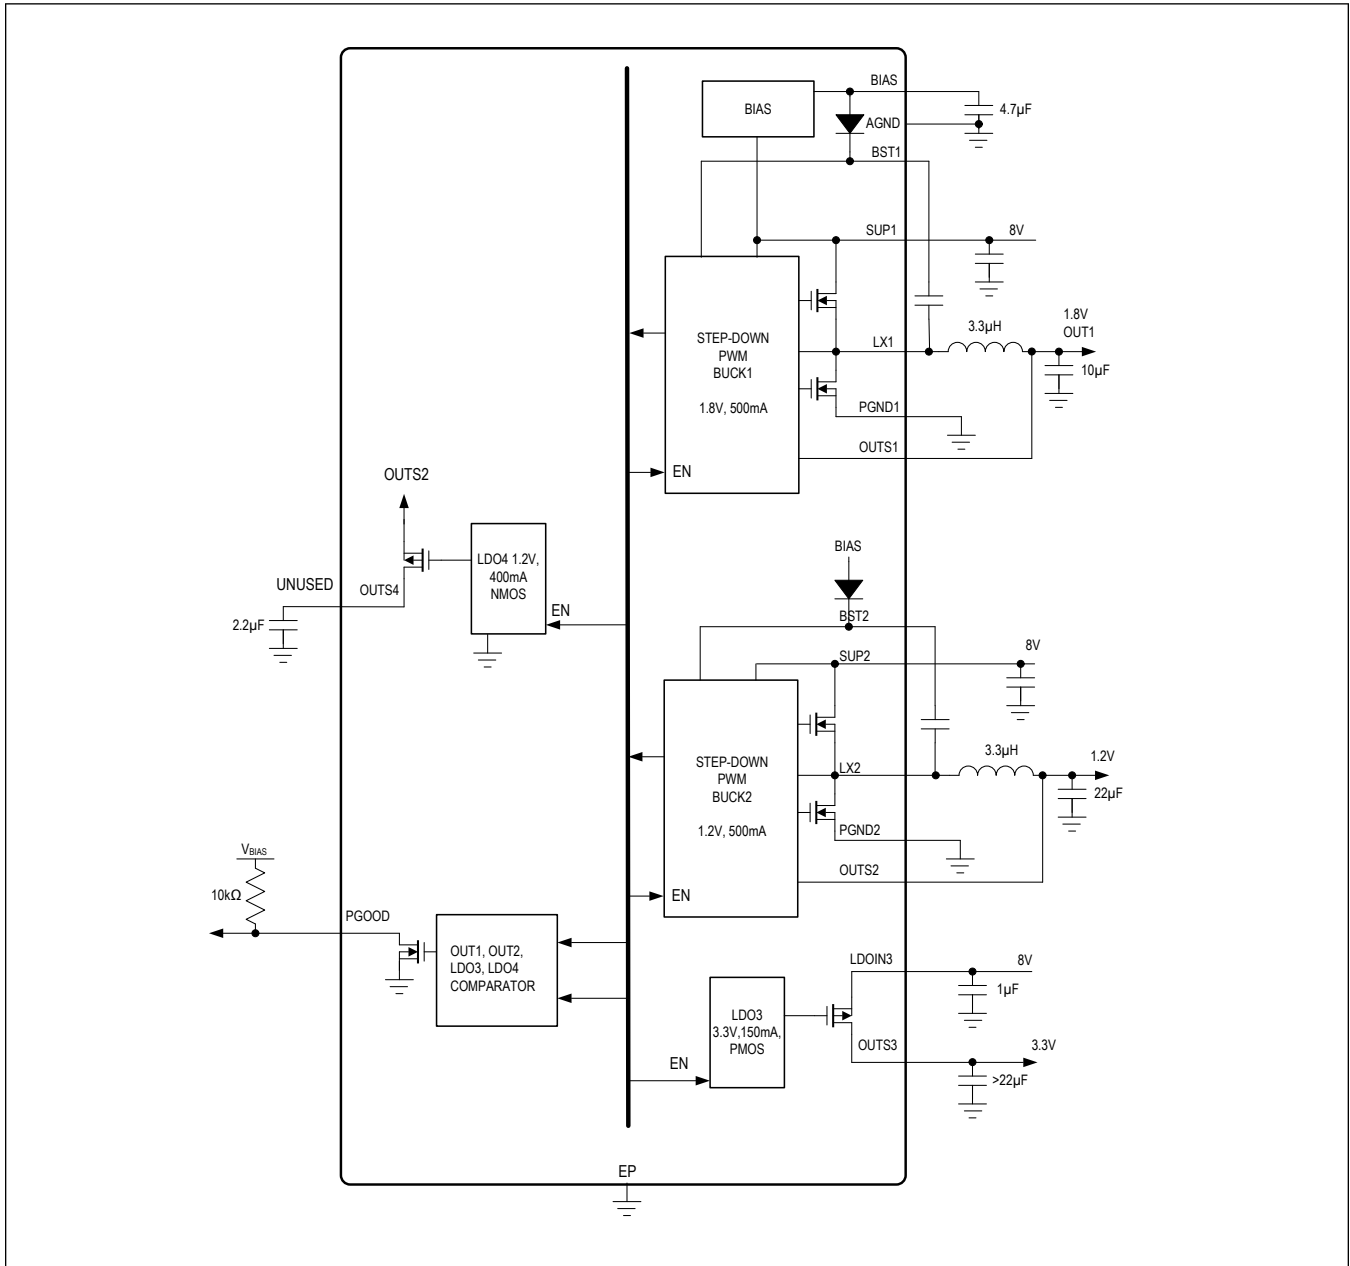 BIAS
BIAS
4.7µF
AGND
BST1
SUP1
8V
STEP-DOWN
PWM
BUCK1
1.8V, 500mA
LX1
3.3µH
1.8V
OUT1
10µF
PGND1
OUTS1
EN
OUTS2
LDO4 1.2V,
400mA
NMOS
UNUSED
OUTS4
EN
2.2µF
BIAS
BST2
SUP2
8V
STEP-DOWN
PWM
BUCK2
1.2V, 500mA
LX2
3.3µH
1.2V
22µF
PGND2
OUTS2
EN
VBIAS
10kΩ
PGOOD
OUT1, OUT2,
LDO3, LDO4
COMPARATOR
LDOIN3
8V
1µF
LDO3
3.3V,150mA,
PMOS
OUTS3
3.3V
>22µF
EN
EP